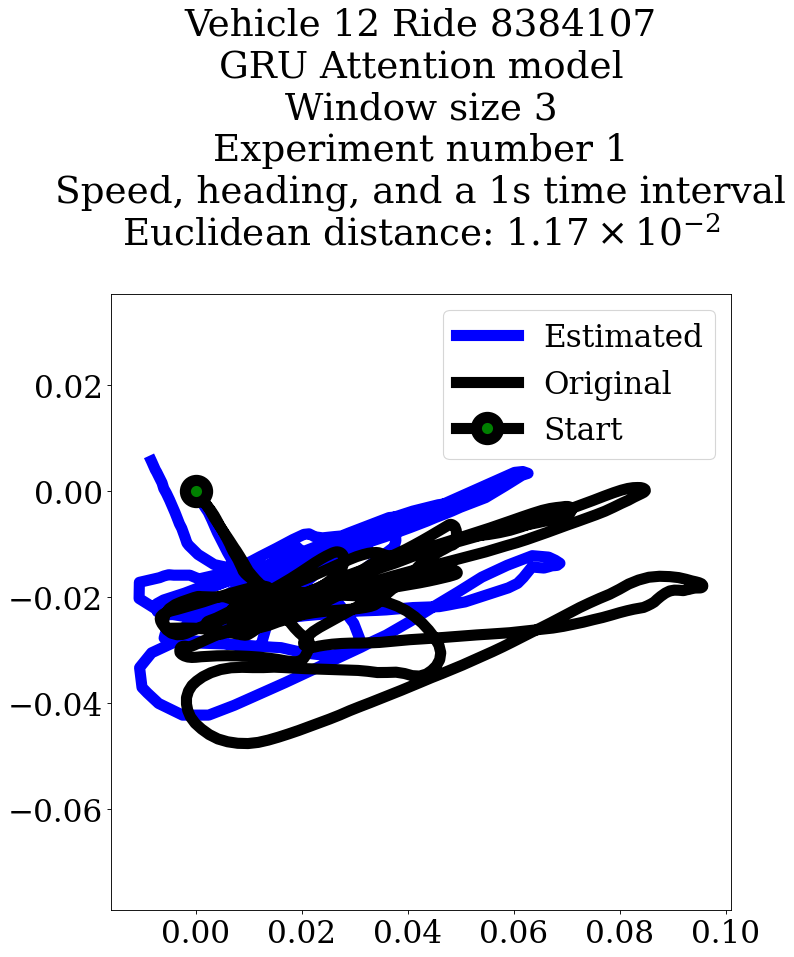 Vehicle 12 Ride 8384107
GRU Attention model
Window size 3
Experiment number 1
Speed, heading, and a 1s time interval
Euclidean distance: 1.17 × 10⁻²
Estimated
Original
Start
0.02
0.00
−0.02
−0.04
−0.06
0.00 0.02 0.04 0.06 0.08 0.10